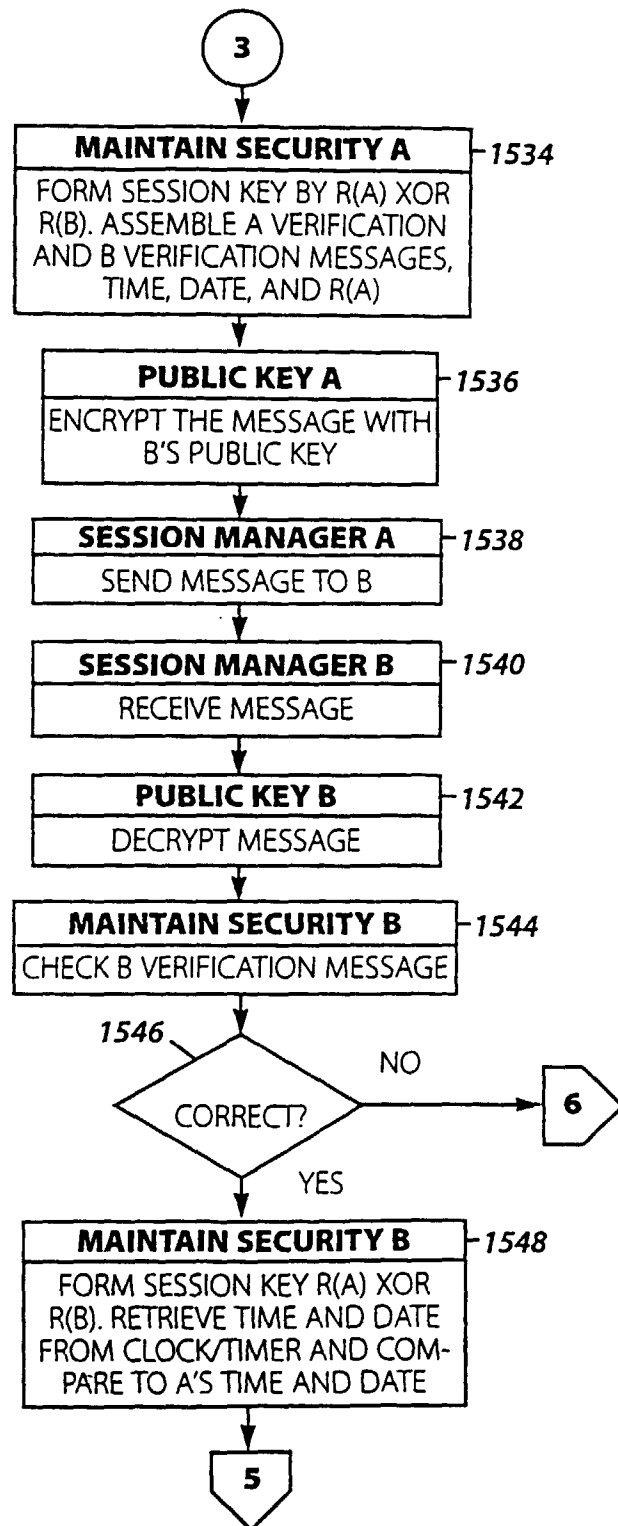 3
MAINTAIN SECURITY A
1534
FORM SESSION KEY BY R(A) XOR
R(B). ASSEMBLE A VERIFICATION
AND B VERIFICATION MESSAGES,
TIME, DATE, AND R(A)
PUBLIC KEY A
1536
ENCRYPT THE MESSAGE WITH
B'S PUBLIC KEY
SESSION MANAGER A
1538
SEND MESSAGE TO B
SESSION MANAGER B
1540
RECEIVE MESSAGE
PUBLIC KEY B
1542
DECRYPT MESSAGE
MAINTAIN SECURITY B
1544
CHECK B VERIFICATION MESSAGE
1546
CORRECT?
NO
6
YES
MAINTAIN SECURITY B
1548
FORM SESSION KEY R(A) XOR
R(B). RETRIEVE TIME AND DATE
FROM CLOCK/TIMER AND COM-
PARE TO A'S TIME AND DATE
5